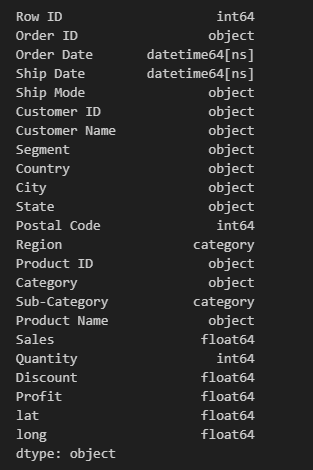 Row ID                         int64
Order ID                      object
Order Date            datetime64[ns]
Ship Date             datetime64[ns]
Ship Mode                     object
Customer ID                   object
Customer Name                 object
Segment                       object
Country                       object
City                          object
State                         object
Postal Code                    int64
Region                      category
Product ID                    object
Category                      object
Sub-Category                category
Product Name                  object
Sales                        float64
Quantity                       int64
Discount                     float64
Profit                       float64
lat                          float64
long                         float64
dtype: object